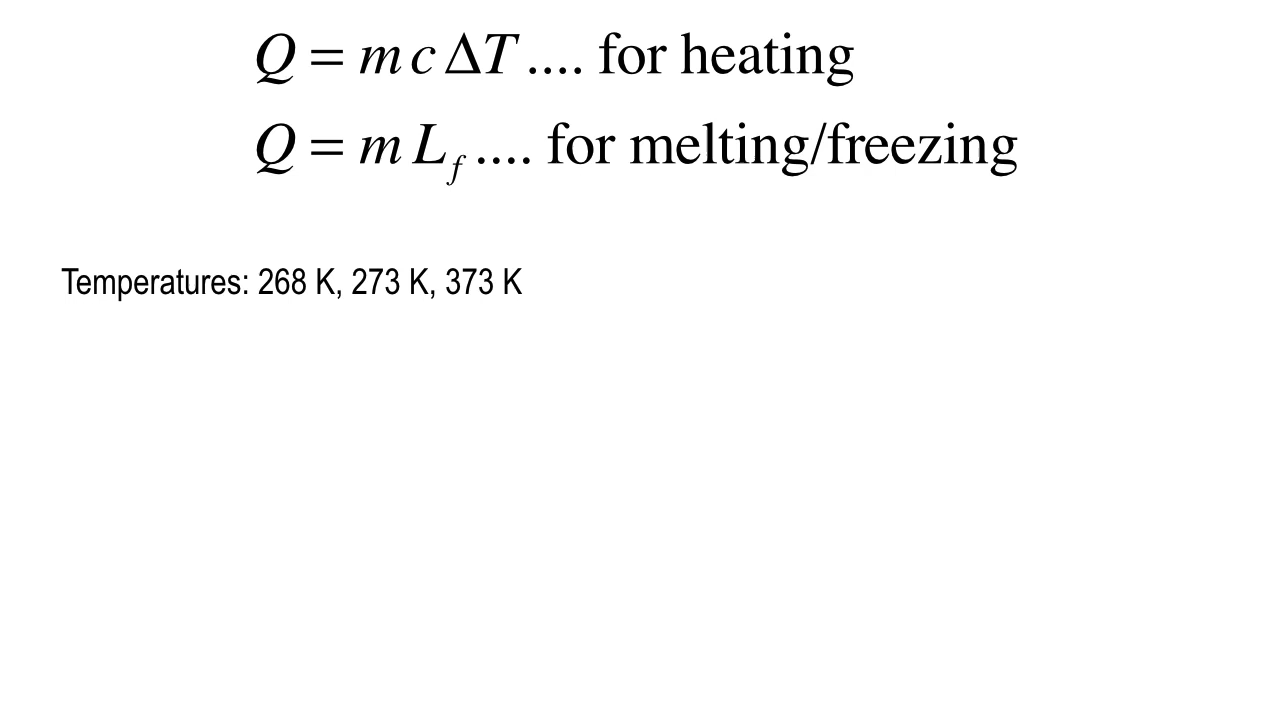 Q = m c ΔT .... for heating
Q = m L_f .... for melting/freezing
Temperatures: 268 K, 273 K, 373 K